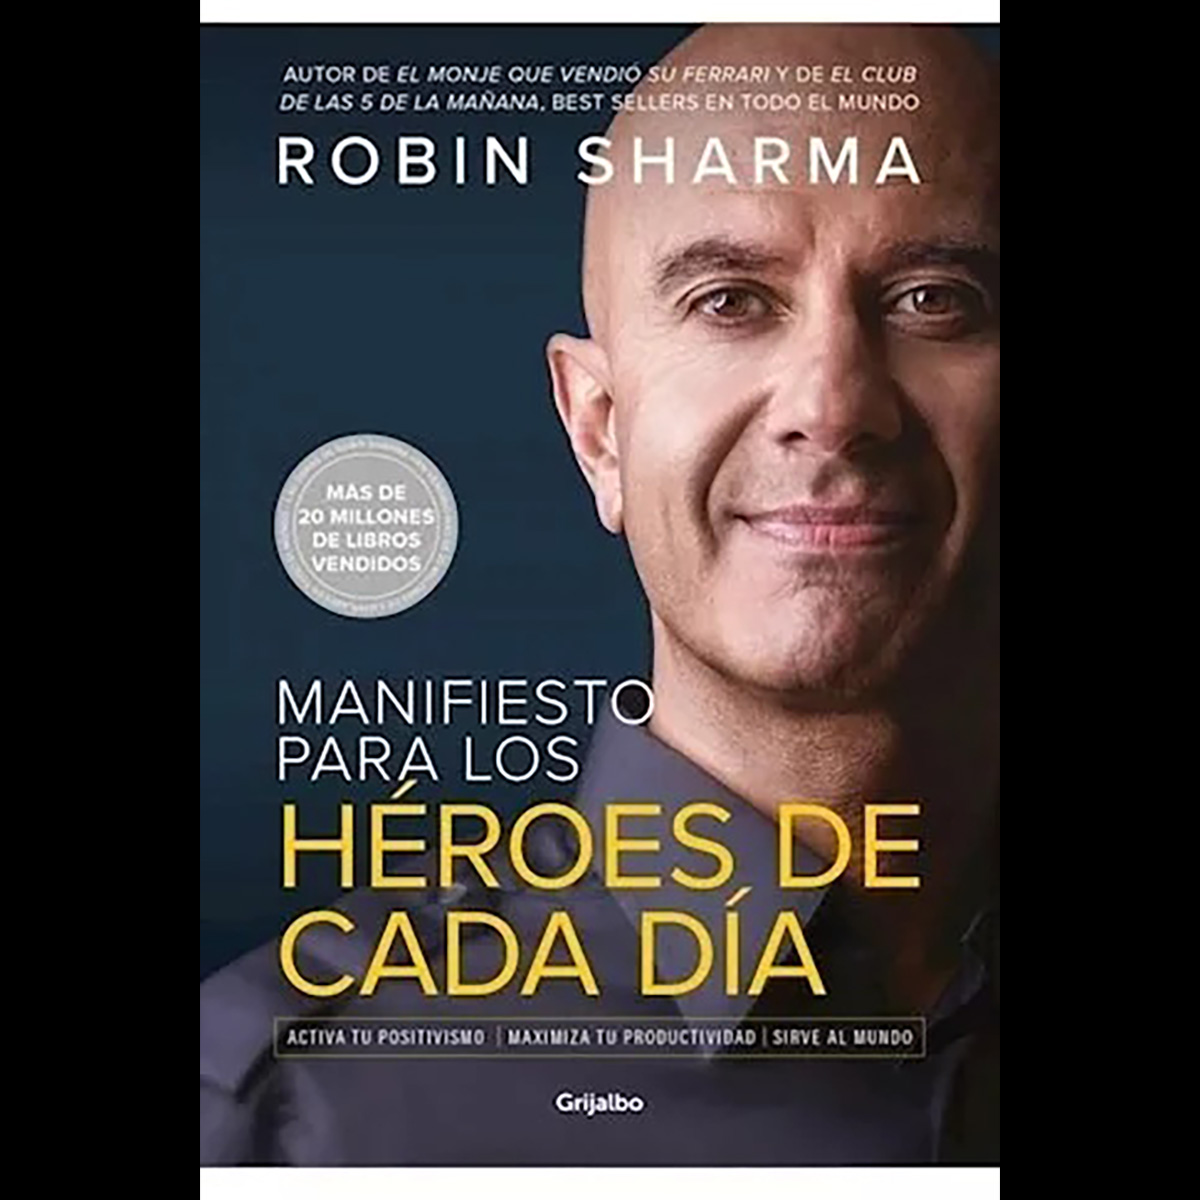 AUTOR DE EL MONJE QUE VENDIÓ SU FERRARI Y DE EL CLUB
DE LAS 5 DE LA MAÑANA, BEST SELLERS EN TODO EL MUNDO
ROBIN SHARMA
MÁS DE
20 MILLONES
DE LIBROS
VENDIDOS
MANIFIESTO
PARA LOS
HÉROES DE
CADA DÍA
ACTIVA TU POSITIVISMO | MAXIMIZA TU PRODUCTIVIDAD | SIRVE AL MUNDO
Grijalbo